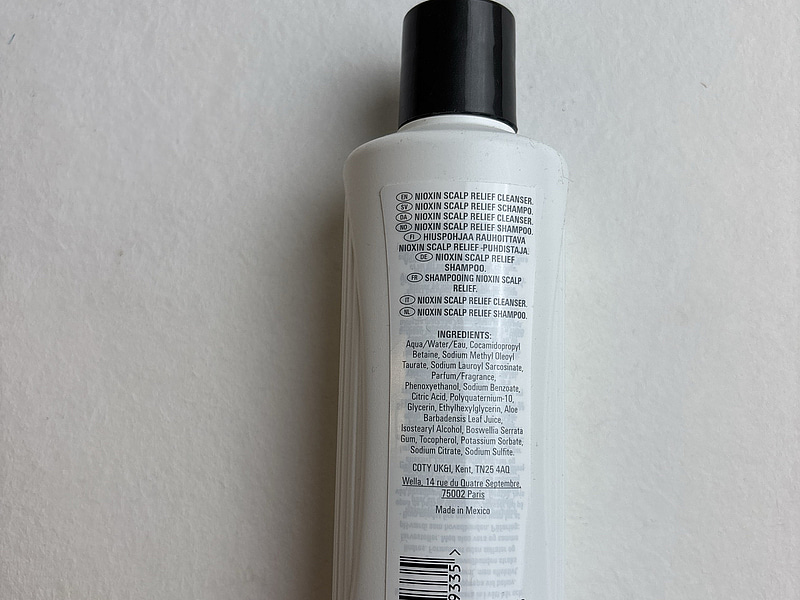 EN NIOXIN SCALP RELIEF CLEANSER.
SV NIOXIN SCALP RELIEF SCHAMPO.
DA NIOXIN SCALP RELIEF CLEANSER.
NO NIOXIN SCALP RELIEF SHAMPOO.
FI HIUSPOHJAA RAUHOITTAVA
NIOXIN SCALP RELIEF -PUHDISTAJA.
DE NIOXIN SCALP RELIEF
SHAMPOO.
FR SHAMPOOING NIOXIN SCALP
RELIEF.
IT NIOXIN SCALP RELIEF CLEANSER.
NL NIOXIN SCALP RELIEF SHAMPOO.
INGREDIENTS:
Aqua/Water/Eau, Cocamidopropyl
Betaine, Sodium Methyl Oleoyl
Taurate, Sodium Lauroyl Sarcosinate,
Parfum/Fragrance,
Phenoxyethanol, Sodium Benzoate,
Citric Acid, Polyquaternium-10,
Glycerin, Ethylhexylglycerin, Aloe
Barbadensis Leaf Juice,
Isostearyl Alcohol, Boswellia Serrata
Gum, Tocopherol, Potassium Sorbate,
Sodium Citrate, Sodium Sulfite.
COTY UK&I, Kent, TN25 4AQ
Wella, 14 rue du Quatre Septembre,
75002 Paris
Made in Mexico
9335 >